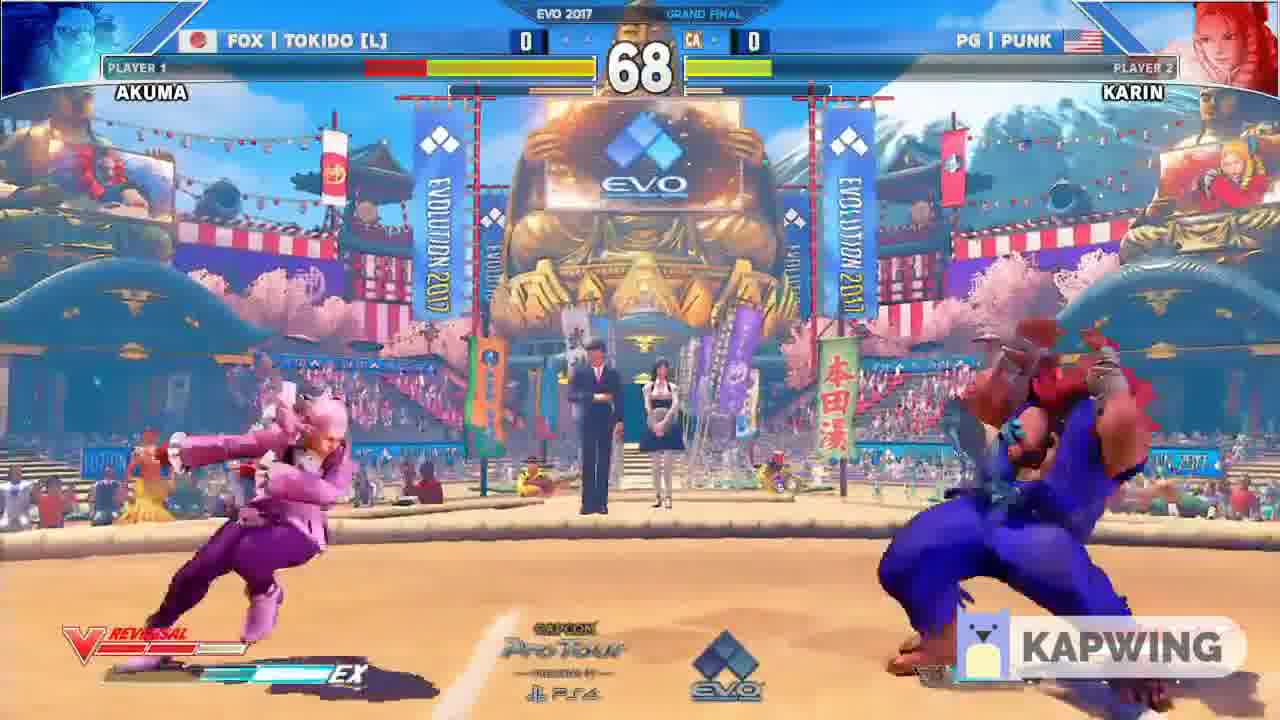 EVO 2017
GRAND FINAL
FOX | TOKIDO [L]
0
68
CA
0
PG | PUNK
PLAYER 1
PLAYER 2
AKUMA
KARIN
EVO
EVOLUTION 2017
EVOLUTION 2017
本田湯
V REVERSAL
EX
CAPCOM
Pro Tour
PS4
EVO
KAPWING